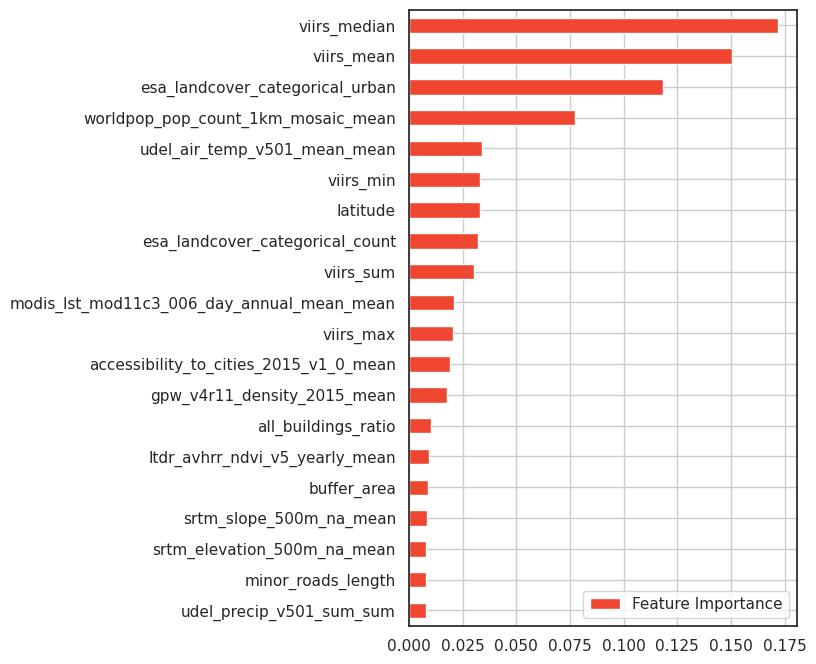 viirs_median
viirs_mean
esa_landcover_categorical_urban
worldpop_pop_count_1km_mosaic_mean
udel_air_temp_v501_mean_mean
viirs_min
latitude
esa_landcover_categorical_count
viirs_sum
modis_lst_mod11c3_006_day_annual_mean_mean
viirs_max
accessibility_to_cities_2015_v1_0_mean
gpw_v4r11_density_2015_mean
all_buildings_ratio
ltdr_avhrr_ndvi_v5_yearly_mean
buffer_area
srtm_slope_500m_na_mean
srtm_elevation_500m_na_mean
minor_roads_length
udel_precip_v501_sum_sum
Feature Importance
0.000 0.025 0.050 0.075 0.100 0.125 0.150 0.175